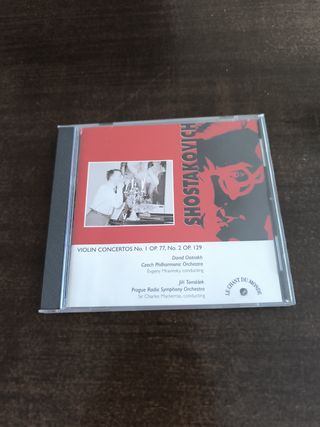 SHOSTAKOVICH
VIOLIN CONCERTOS No. 1 OP. 77, No. 2 OP. 129
David Oistrakh
Czech Philharmonic Orchestra
Evgeny Mravinsky, conducting
Jiří Tomášek
Prague Radio Symphony Orchestra
Sir Charles Mackerras, conducting
LE CHANT DU MONDE